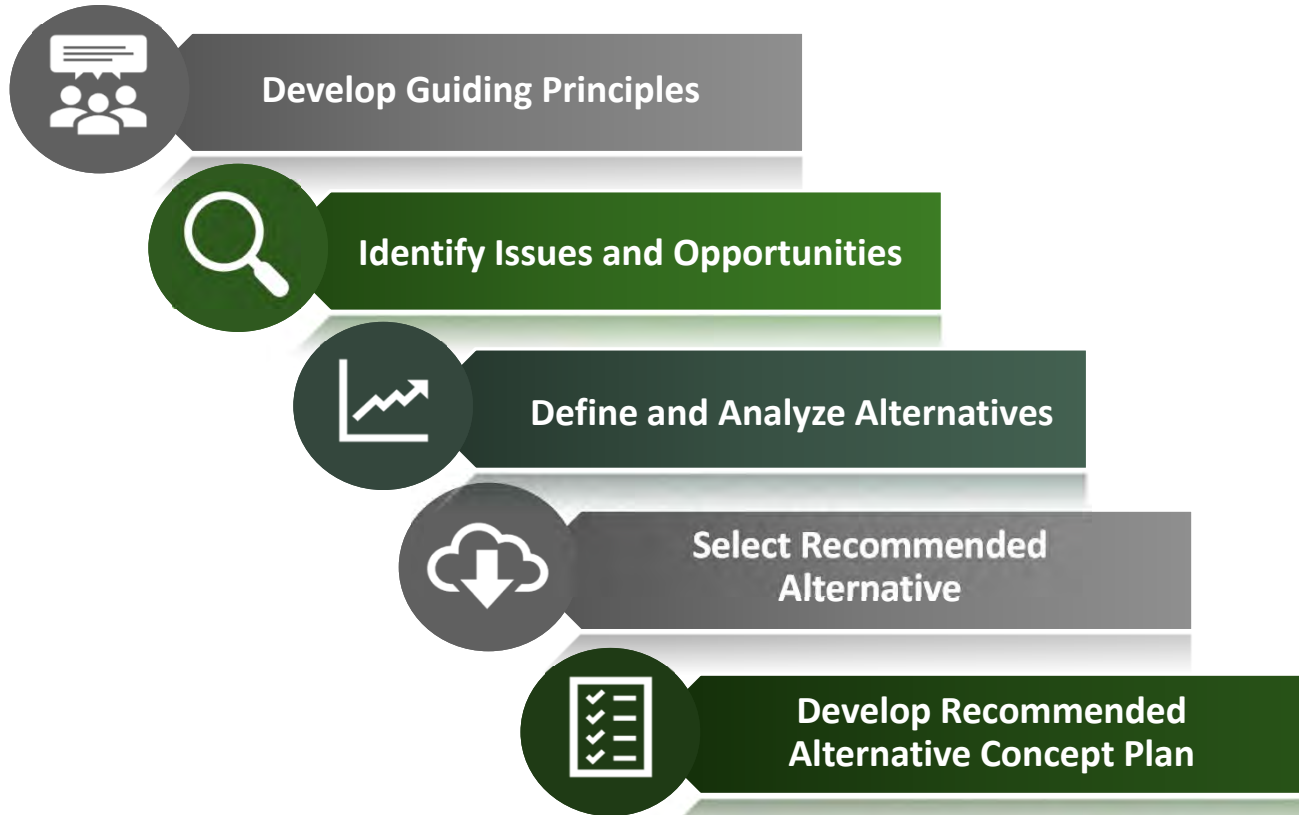 Develop Guiding Principles
Identify Issues and Opportunities
Define and Analyze Alternatives
Select Recommended
Alternative
Develop Recommended
Alternative Concept Plan